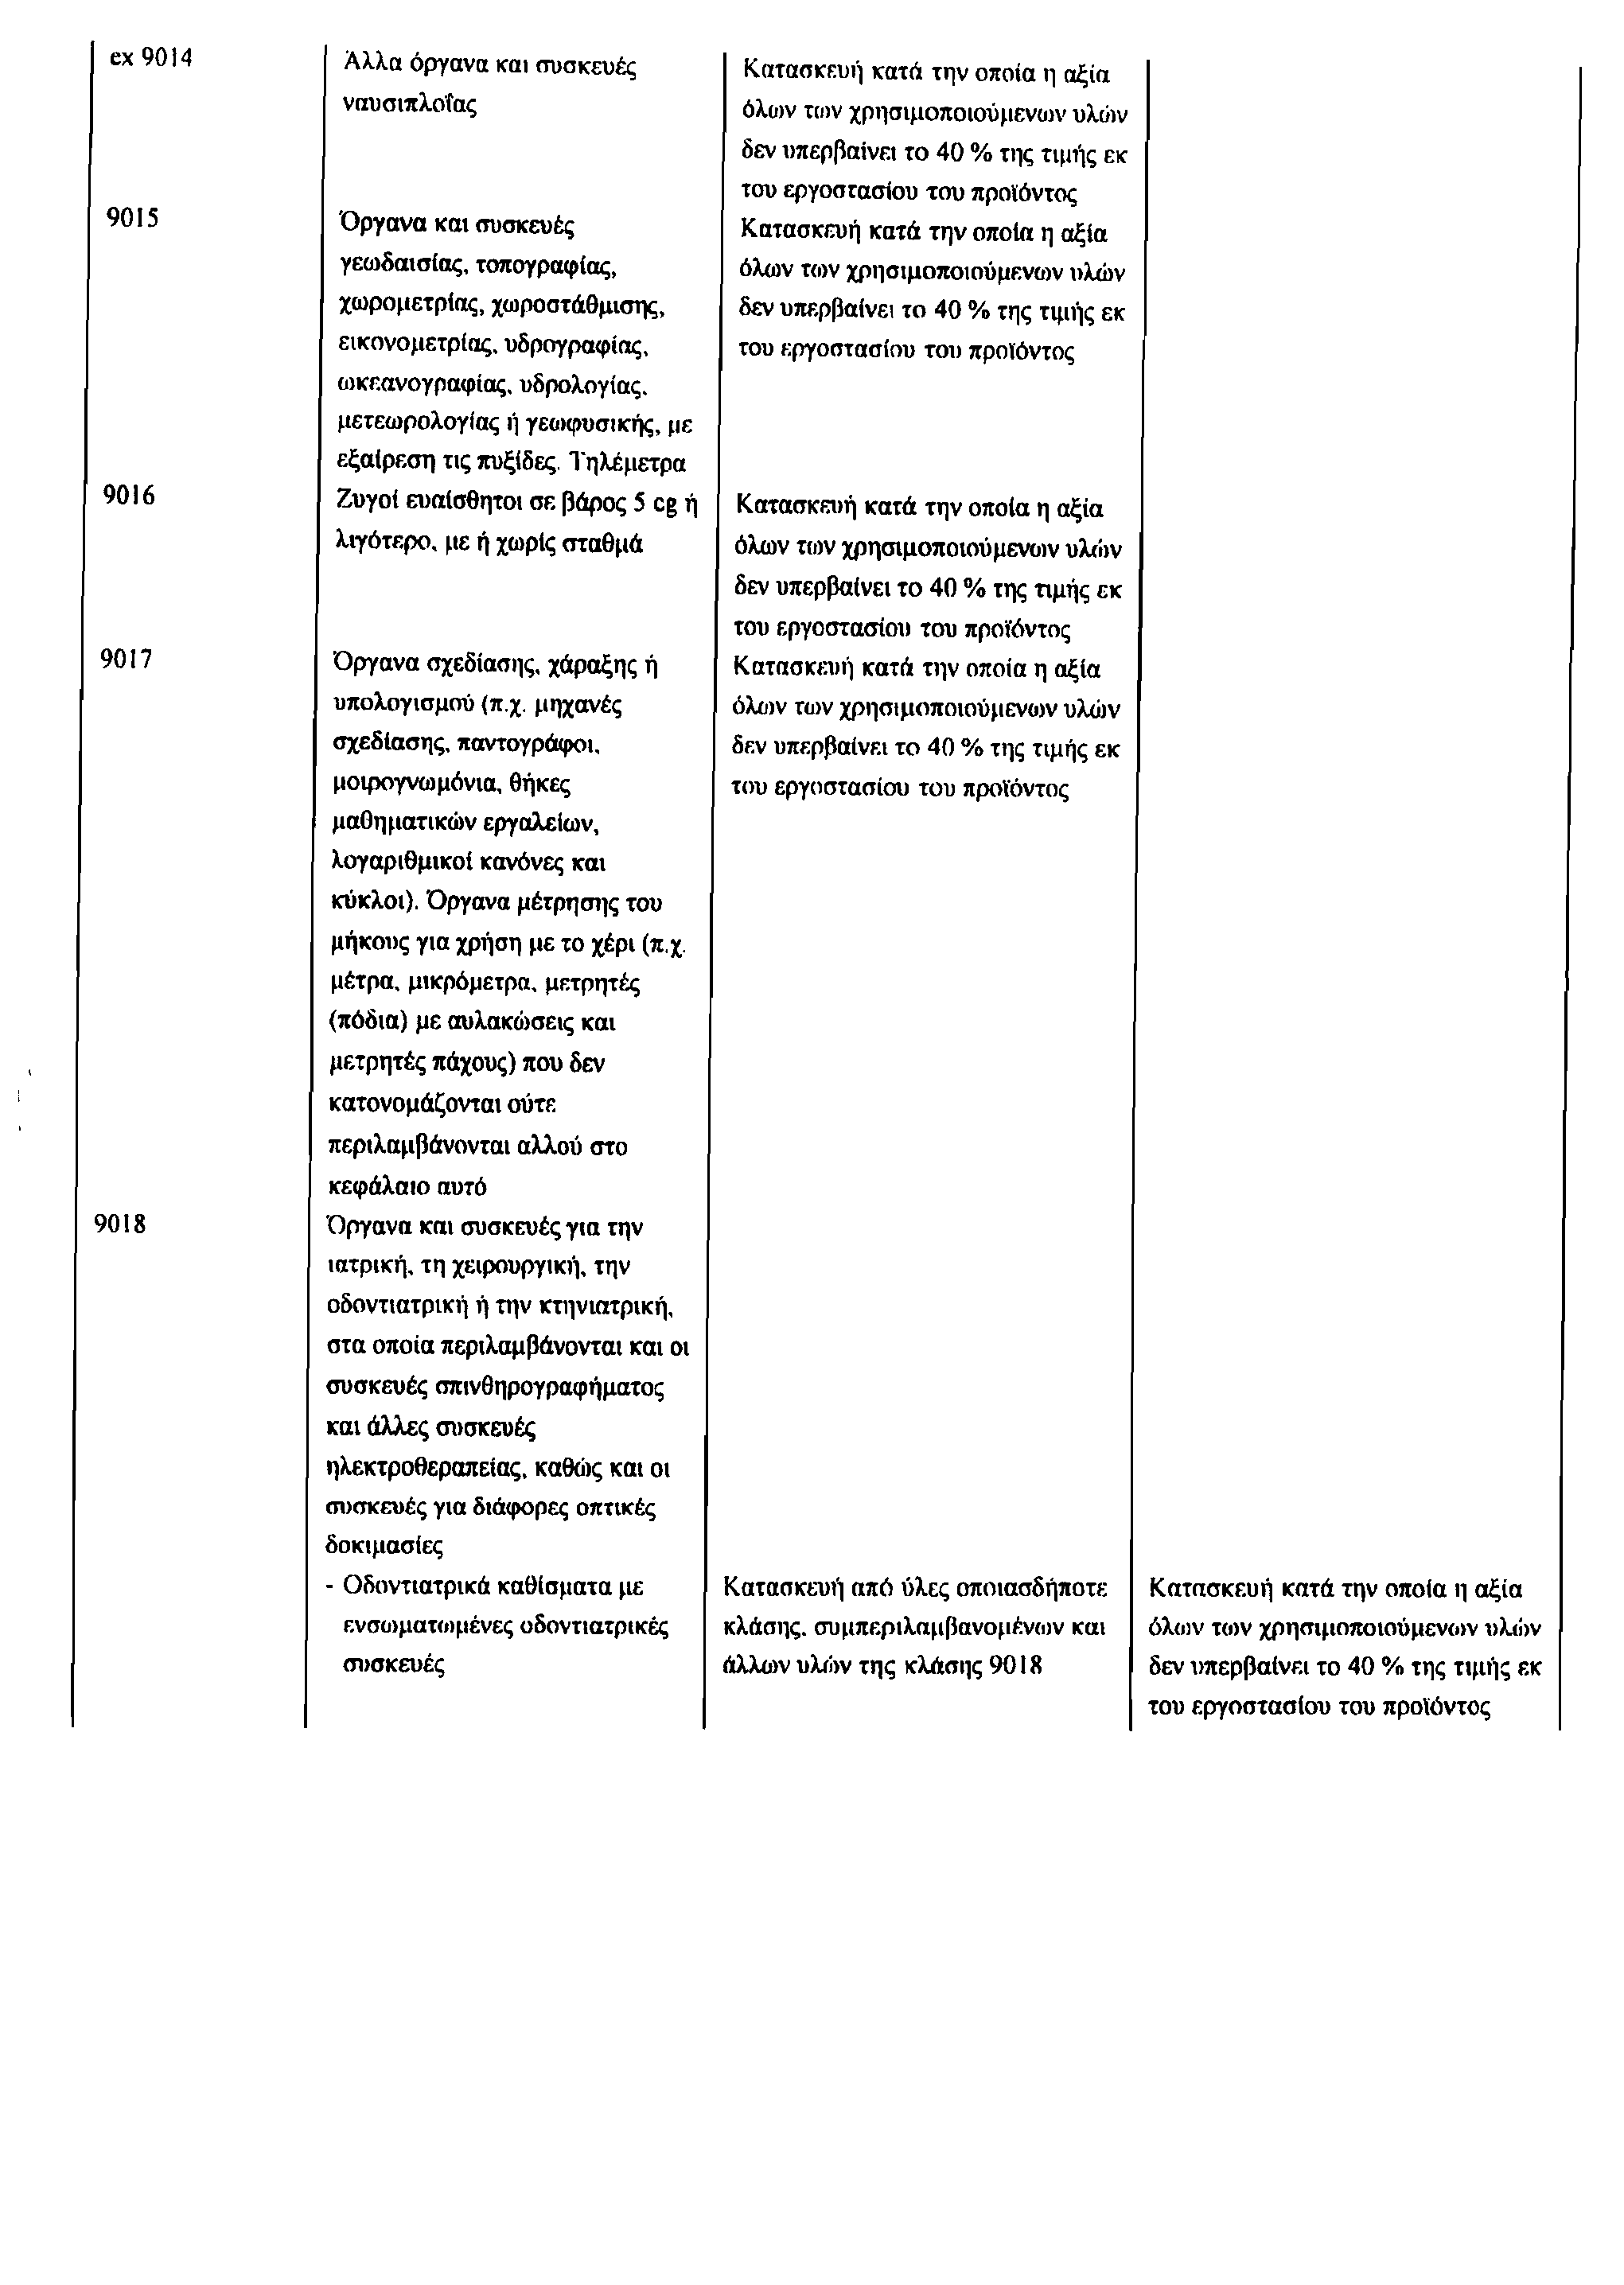 ex 9014
Άλλα όργανα και συσκευές
ναυσιπλοΐας
Κατασκευή κατά την οποία η αξία
όλων των χρησιμοποιούμενων υλών
δεν υπερβαίνει το 40 % της τιμής εκ
του εργοστασίου του προϊόντος
9015
Όργανα και συσκευές
γεωδαισίας, τοπογραφίας,
χωρομετρίας, χωροστάθμισης,
εικονομετρίας, υδρογραφίας,
ωκεανογραφίας, υδρολογίας,
μετεωρολογίας ή γεωφυσικής, με
εξαίρεση τις πυξίδες. Τηλέμετρα
Κατασκευή κατά την οποία η αξία
όλων των χρησιμοποιούμενων υλών
δεν υπερβαίνει το 40 % της τιμής εκ
του εργοστασίου του προϊόντος
9016
Ζυγοί ευαίσθητοι σε βάρος 5 cg ή
λιγότερο, με ή χωρίς σταθμά
Κατασκευή κατά την οποία η αξία
όλων των χρησιμοποιούμενων υλών
δεν υπερβαίνει το 40 % της τιμής εκ
του εργοστασίου του προϊόντος
9017
Όργανα σχεδίασης, χάραξης ή
υπολογισμού (π.χ. μηχανές
σχεδίασης, παντογράφοι,
μοιρογνωμόνια, θήκες
μαθηματικών εργαλείων,
λογαριθμικοί κανόνες και
κύκλοι). Όργανα μέτρησης του
μήκους για χρήση με το χέρι (π.χ.
μέτρα, μικρόμετρα, μετρητές
(πόδια) με αυλακώσεις και
μετρητές πάχους) που δεν
κατονομάζονται ούτε
περιλαμβάνονται αλλού στο
κεφάλαιο αυτό
Κατασκευή κατά την οποία η αξία
όλων των χρησιμοποιούμενων υλών
δεν υπερβαίνει το 40 % της τιμής εκ
του εργοστασίου του προϊόντος
9018
Όργανα και συσκευές για την
ιατρική, τη χειρουργική, την
οδοντιατρική ή την κτηνιατρική,
στα οποία περιλαμβάνονται και οι
συσκευές σπινθηρογραφήματος
και άλλες συσκευές
ηλεκτροθεραπείας, καθώς και οι
συσκευές για διάφορες οπτικές
δοκιμασίες
- Οδοντιατρικά καθίσματα με
ενσωματωμένες οδοντιατρικές
συσκευές
Κατασκευή από ύλες οποιασδήποτε
κλάσης, συμπεριλαμβανομένων και
άλλων υλών της κλάσης 9018
Κατασκευή κατά την οποία η αξία
όλων των χρησιμοποιούμενων υλών
δεν υπερβαίνει το 40 % της τιμής εκ
του εργοστασίου του προϊόντος